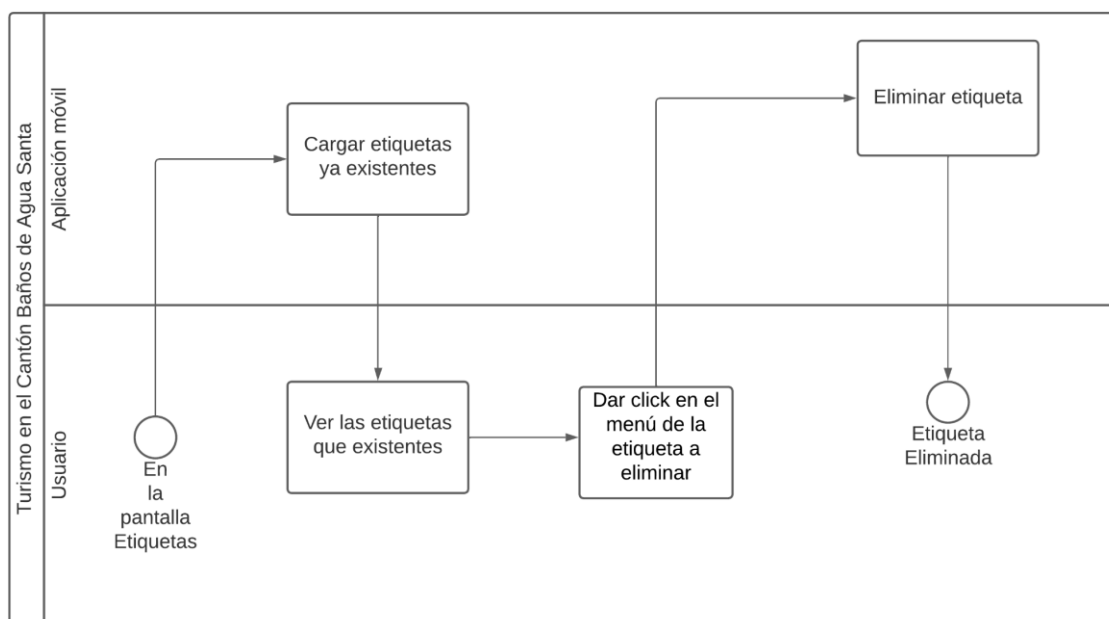 Turismo en el Cantón Baños de Agua Santa
Aplicación móvil
Cargar etiquetas
ya existentes
Eliminar etiqueta
Usuario
En
la
pantalla
Etiquetas
Ver las etiquetas
que existentes
Dar click en el
menú de la
etiqueta a
eliminar
Etiqueta
Eliminada